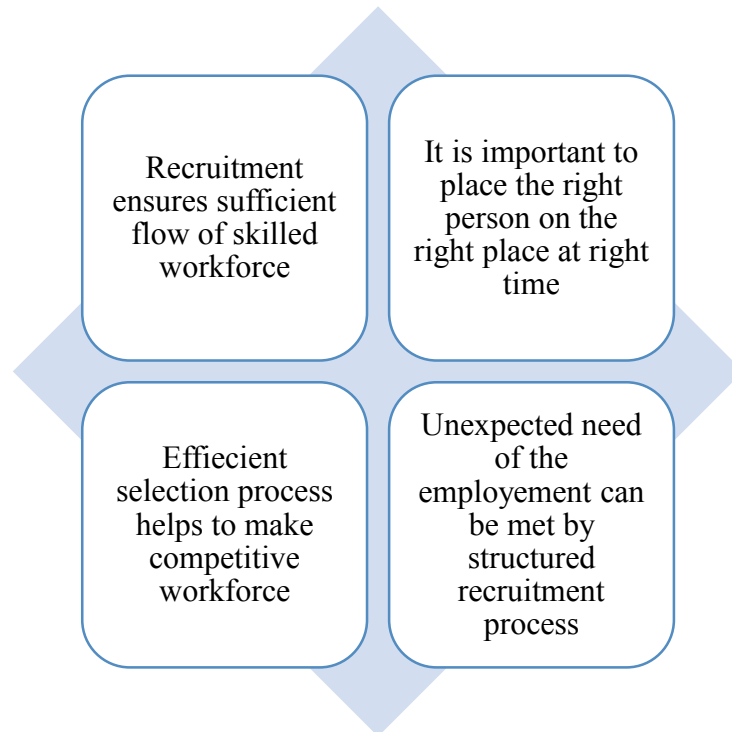 Recruitment
ensures sufficient
flow of skilled
workforce
It is important to
place the right
person on the
right place at right
time
Effiecient
selection process
helps to make
competitive
workforce
Unexpected need
of the
employement can
be met by
structured
recruitment
process